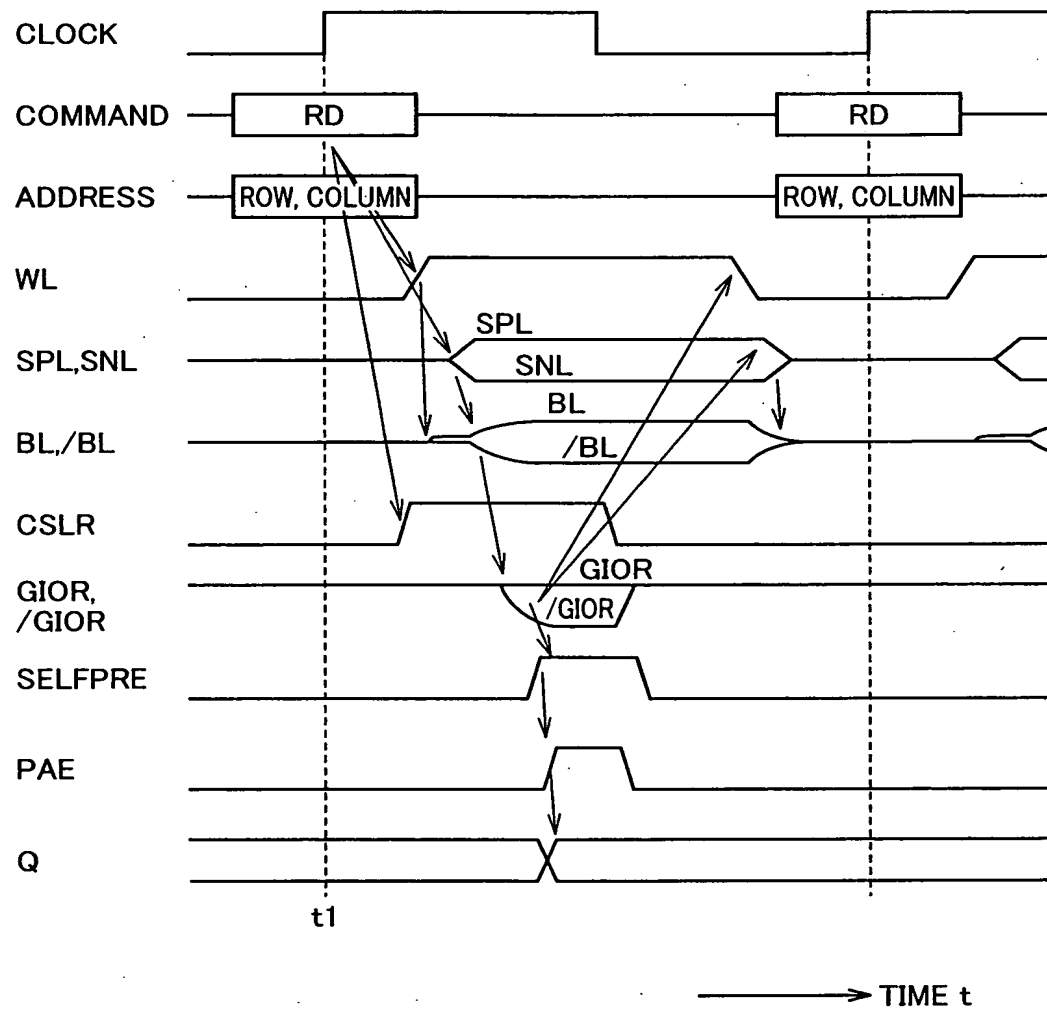 CLOCK
COMMAND RD RD
ADDRESS ROW, COLUMN ROW, COLUMN
WL
SPL
SPL,SNL
SNL
BL
BL,/BL
/BL
CSLR
GIOR
GIOR,
/GIOR
/GIOR
SELFPRE
PAE
Q
t1
TIME t